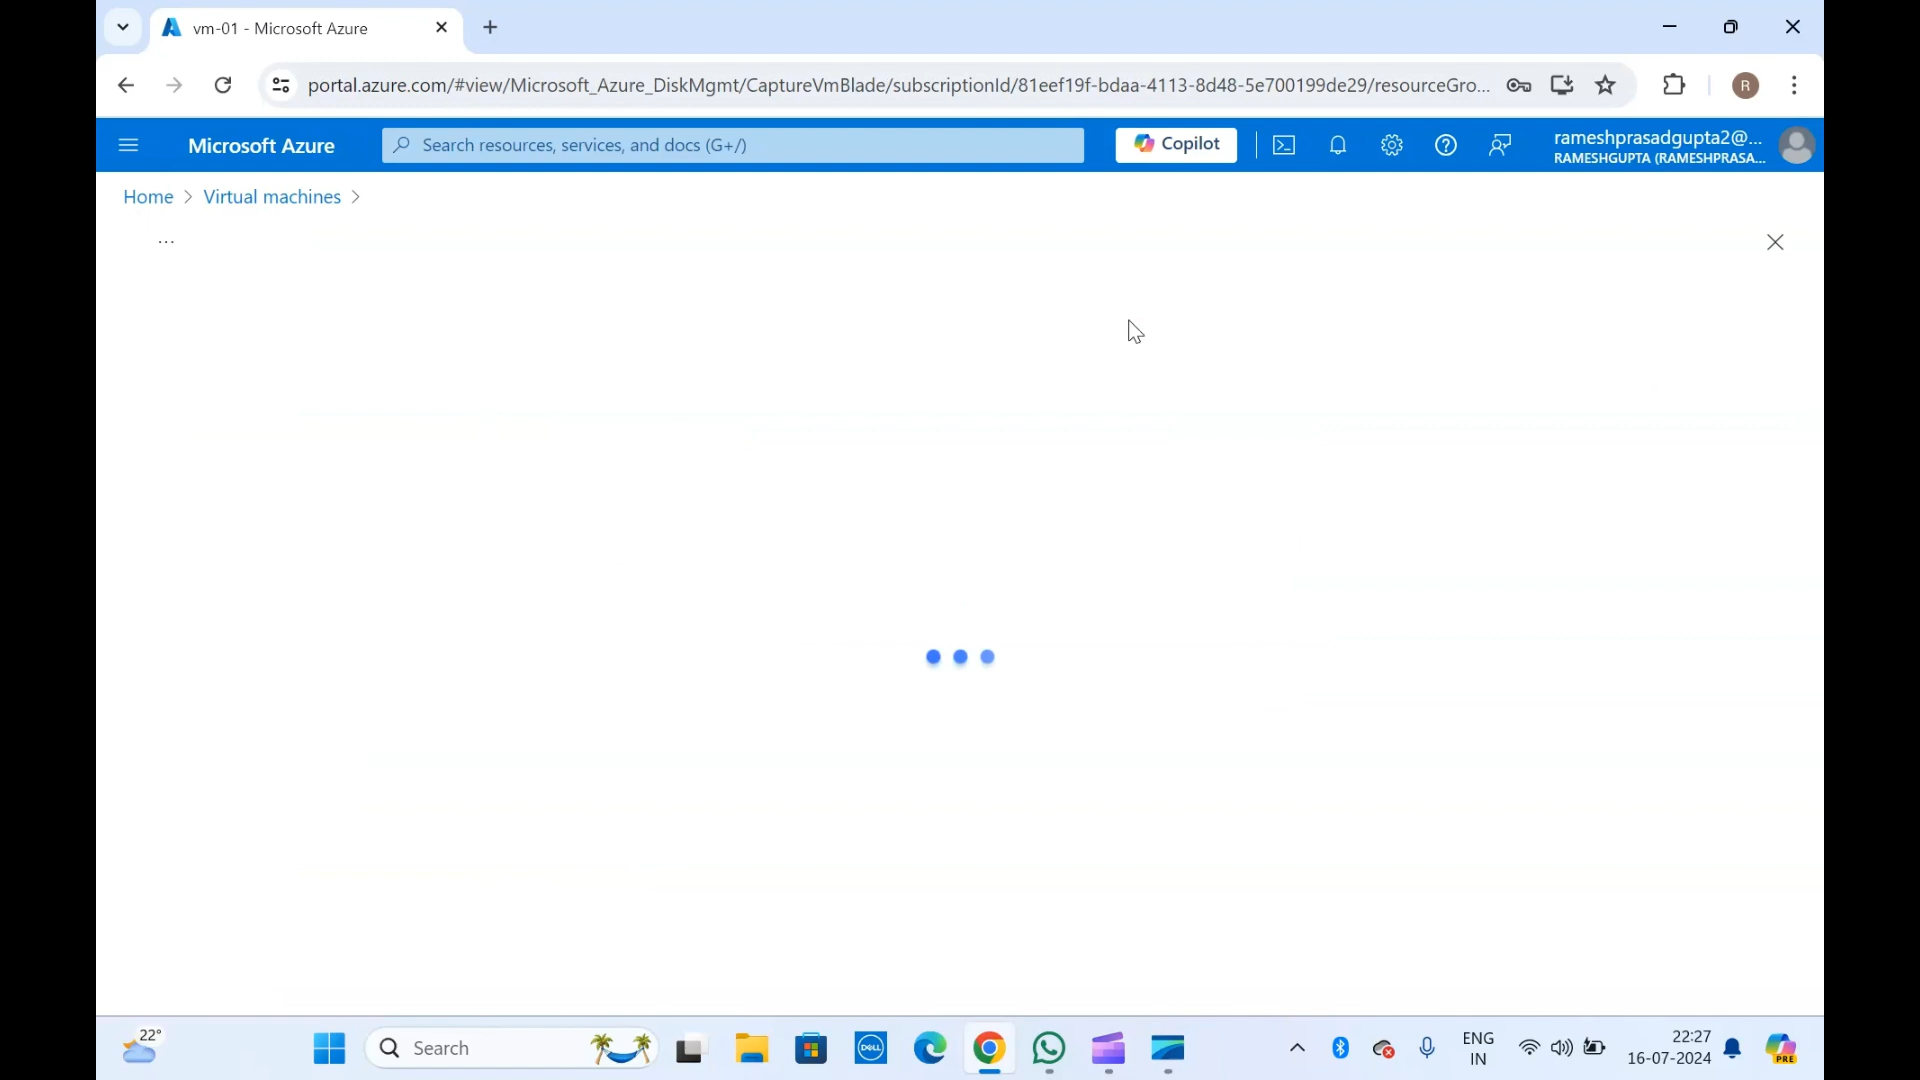 vm-01 - Microsoft Azure
portal.azure.com/#view/Microsoft_Azure_DiskMgmt/CaptureVmBlade/subscriptionId/81eef19f-bdaa-4113-8d48-5e700199de29/resourceGro...
R
Microsoft Azure
Search resources, services, and docs (G+/)
Copilot
rameshprasadgupta2@...
RAMESHGUPTA (RAMESHPRASA...
Home > Virtual machines >
...
22°
Search
DELL
ENG
IN
22:27
16-07-2024
PRE